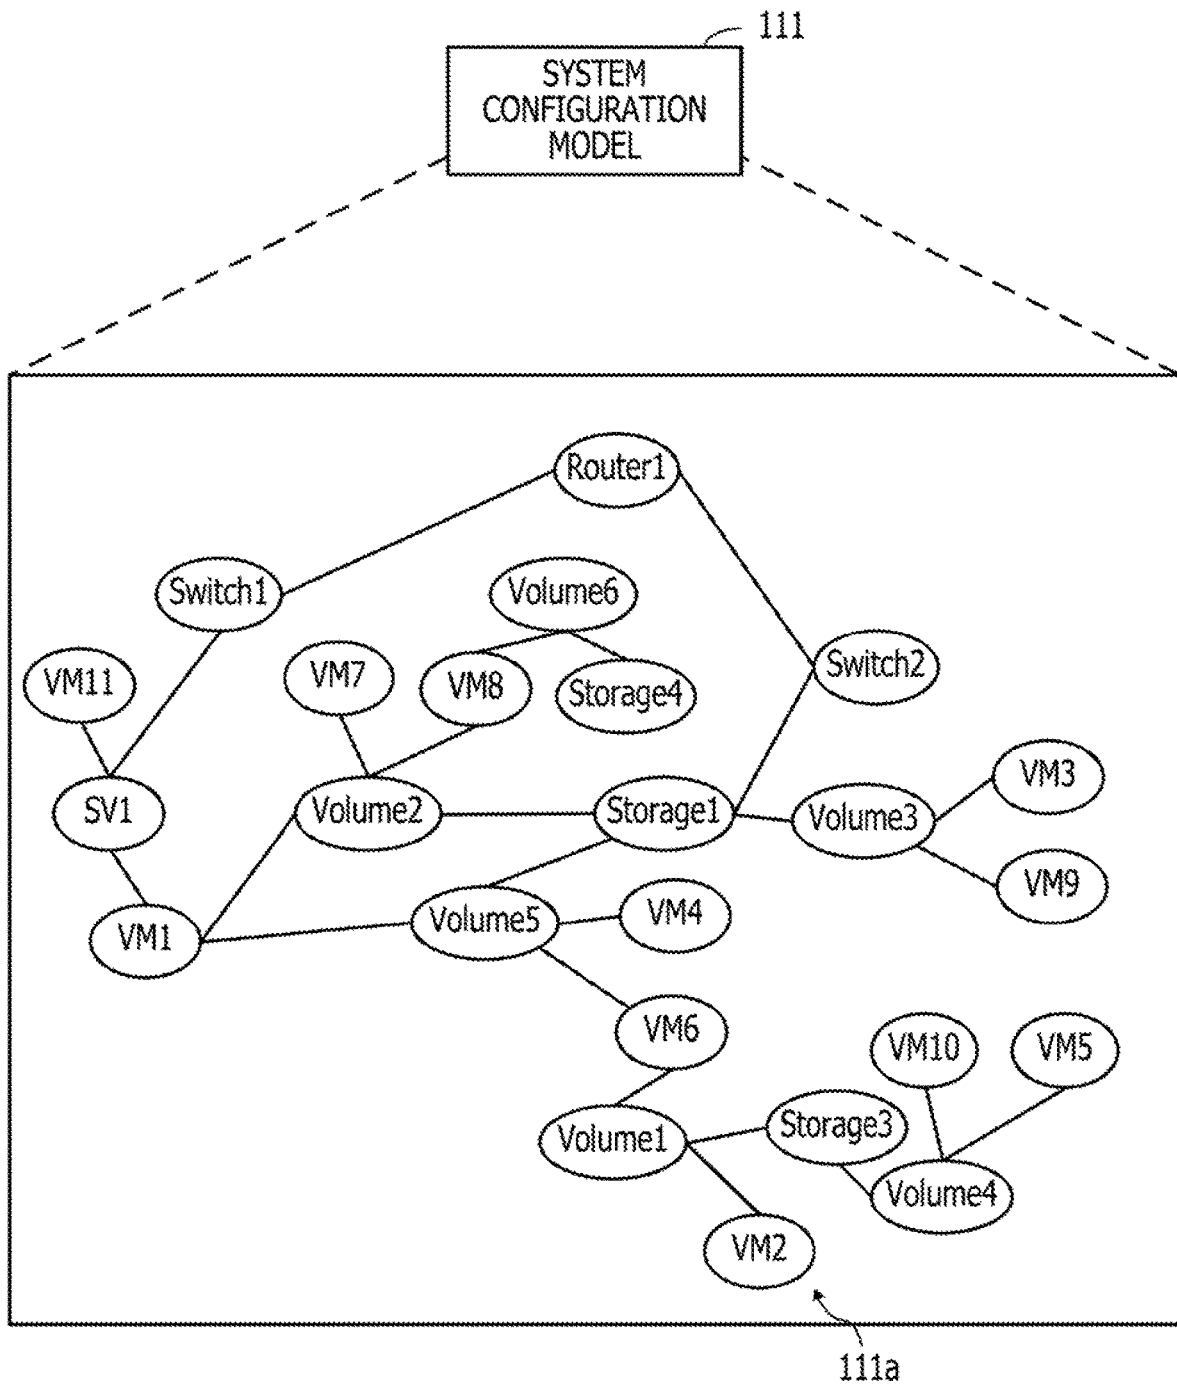 111
SYSTEM
CONFIGURATION
MODEL
Router1
Switch1
Volume6
VM11
VM7
VM8
Storage4
Switch2
SV1
Volume2
Storage1
Volume3
VM3
VM9
VM1
Volume5
VM4
VM6
VM10
VM5
Volume1
Storage3
Volume4
VM2
111a